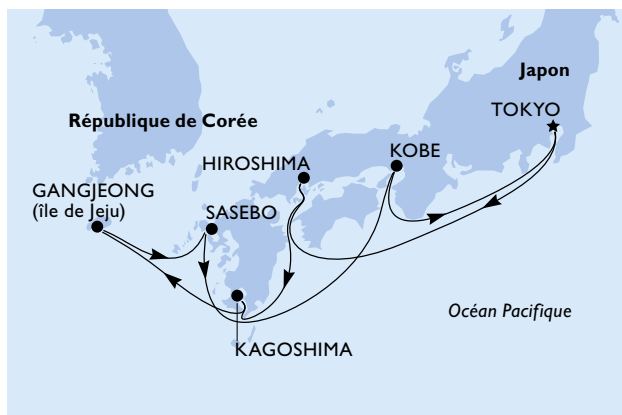 Japon
TOKYO
République de Corée
KOBE
HIROSHIMA
GANGJEONG
(île de Jeju)
SASEBO
Océan Pacifique
KAGOSHIMA